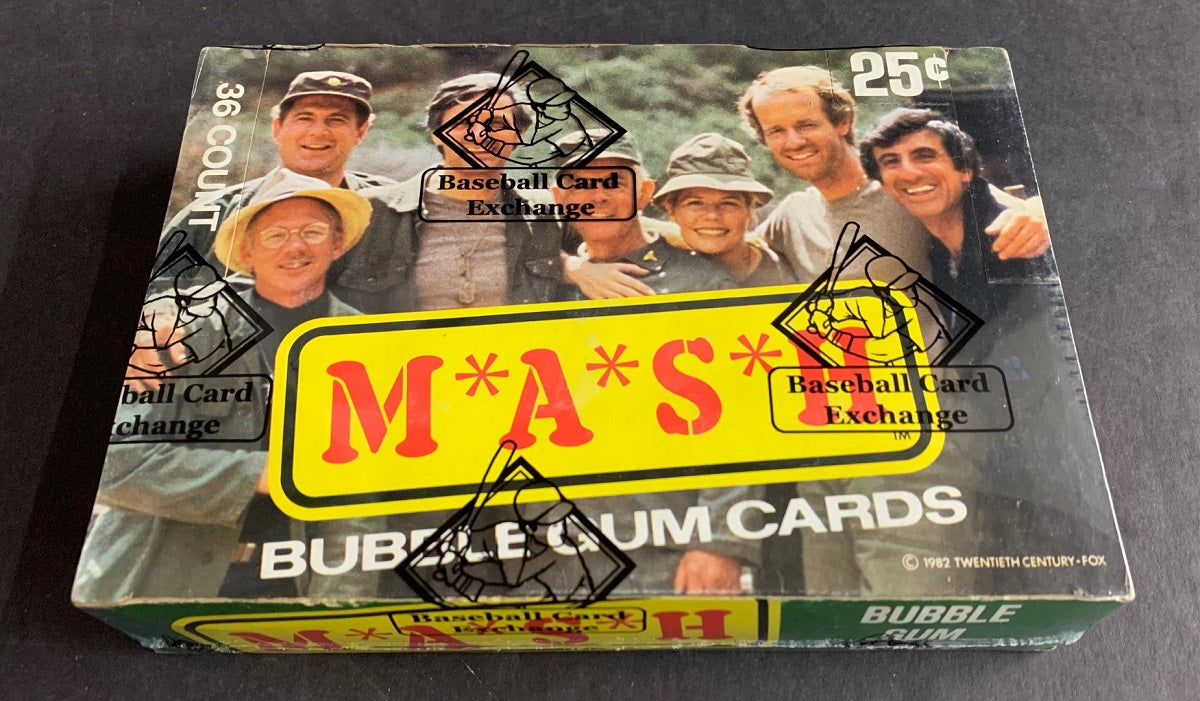 25¢
36 COUNT
Baseball Card
Exchange
M*A*S*H
TM
Baseball Card
Exchange
ball Card
change
BUBBLE GUM CARDS
© 1982 TWENTIETH CENTURY-FOX
Baseball Card
Exchange
M*A*S*H
BUBBLE
GUM